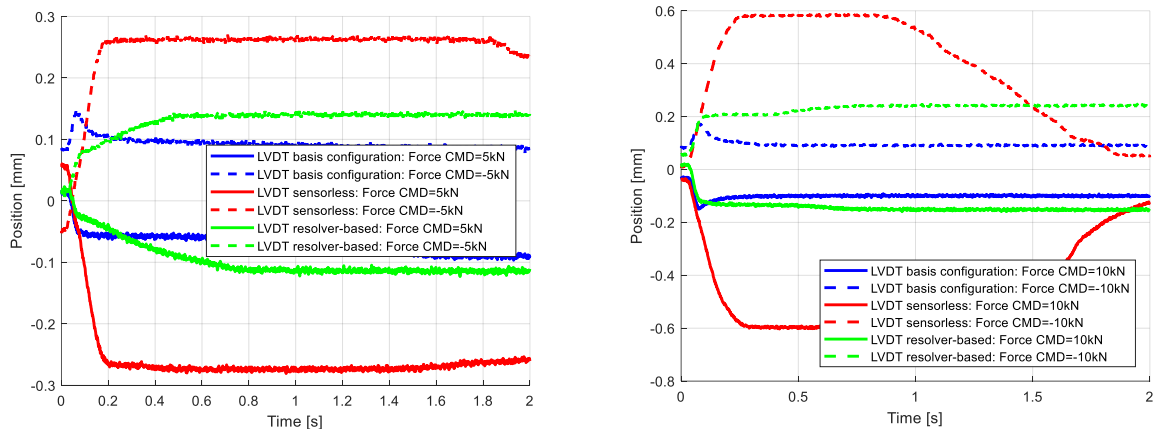 0.3
0.2
0.1
0
-0.1
-0.2
-0.3
Position [mm]
0 0.2 0.4 0.6 0.8 1 1.2 1.4 1.6 1.8 2
Time [s]
LVDT basis configuration: Force CMD=5kN
LVDT basis configuration: Force CMD=-5kN
LVDT sensorless: Force CMD=5kN
LVDT sensorless: Force CMD=-5kN
LVDT resolver-based: Force CMD=5kN
LVDT resolver-based: Force CMD=-5kN
0.6
0.4
0.2
0
-0.2
-0.4
-0.6
-0.8
Position [mm]
0 0.5 1 1.5 2
Time [s]
LVDT basis configuration: Force CMD=10kN
LVDT basis configuration: Force CMD=-10kN
LVDT sensorless: Force CMD=10kN
LVDT sensorless: Force CMD=-10kN
LVDT resolver-based: Force CMD=10kN
LVDT resolver-based: Force CMD=-10kN